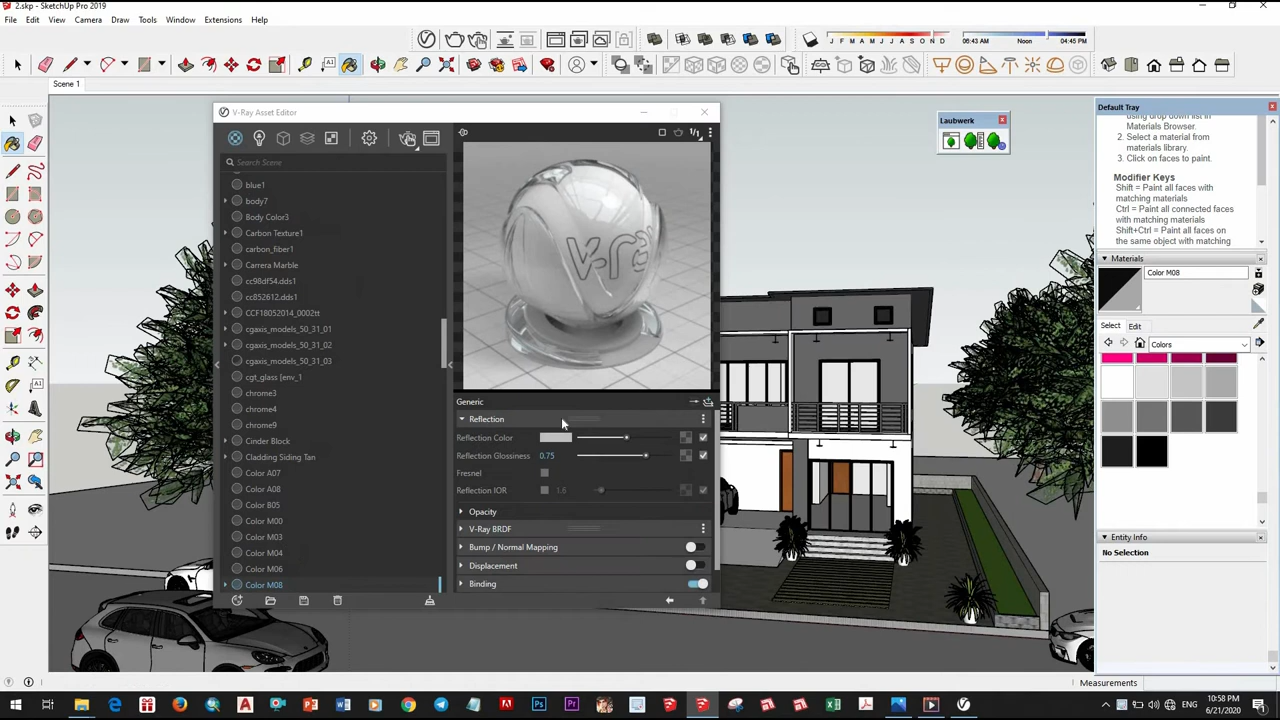 2.skp - SketchUp Pro 2019
File Edit View Camera Draw Tools Window Extensions Help
J F M A M J J A S O N D
06:43 AM Noon 04:45 PM
Scene 1
V-Ray Asset Editor
Search Scene
1/1
blue1
body7
Body Color3
Carbon Texture1
carbon_fiber1
Carrera Marble
cc98df54.dds1
cc852612.dds1
CCF18052014_0002tt
cgaxis_models_50_31_01
cgaxis_models_50_31_02
cgaxis_models_50_31_03
cgt_glass [env_1
chrome3
chrome4
chrome9
Cinder Block
Cladding Siding Tan
Color A07
Color A08
Color B05
Color M00
Color M03
Color M04
Color M06
Color M08
v-ra
Generic
Reflection
Reflection Color
Reflection Glossiness 0.75
Fresnel
Reflection IOR 1.6
Opacity
V-Ray BRDF
Bump / Normal Mapping
Displacement
Binding
Laubwerk
Default Tray
using drop down list in
Materials Browser.
2. Select a material from
materials library.
3. Click on faces to paint.
Modifier Keys
Shift = Paint all faces with
matching materials
Ctrl = Paint all connected faces
with matching materials
Shift+Ctrl = Paint all faces on
the same object with matching
Materials
Color M08
Select Edit
Colors
Entity Info
No Selection
Measurements
ENG
10:58 PM
6/21/2020